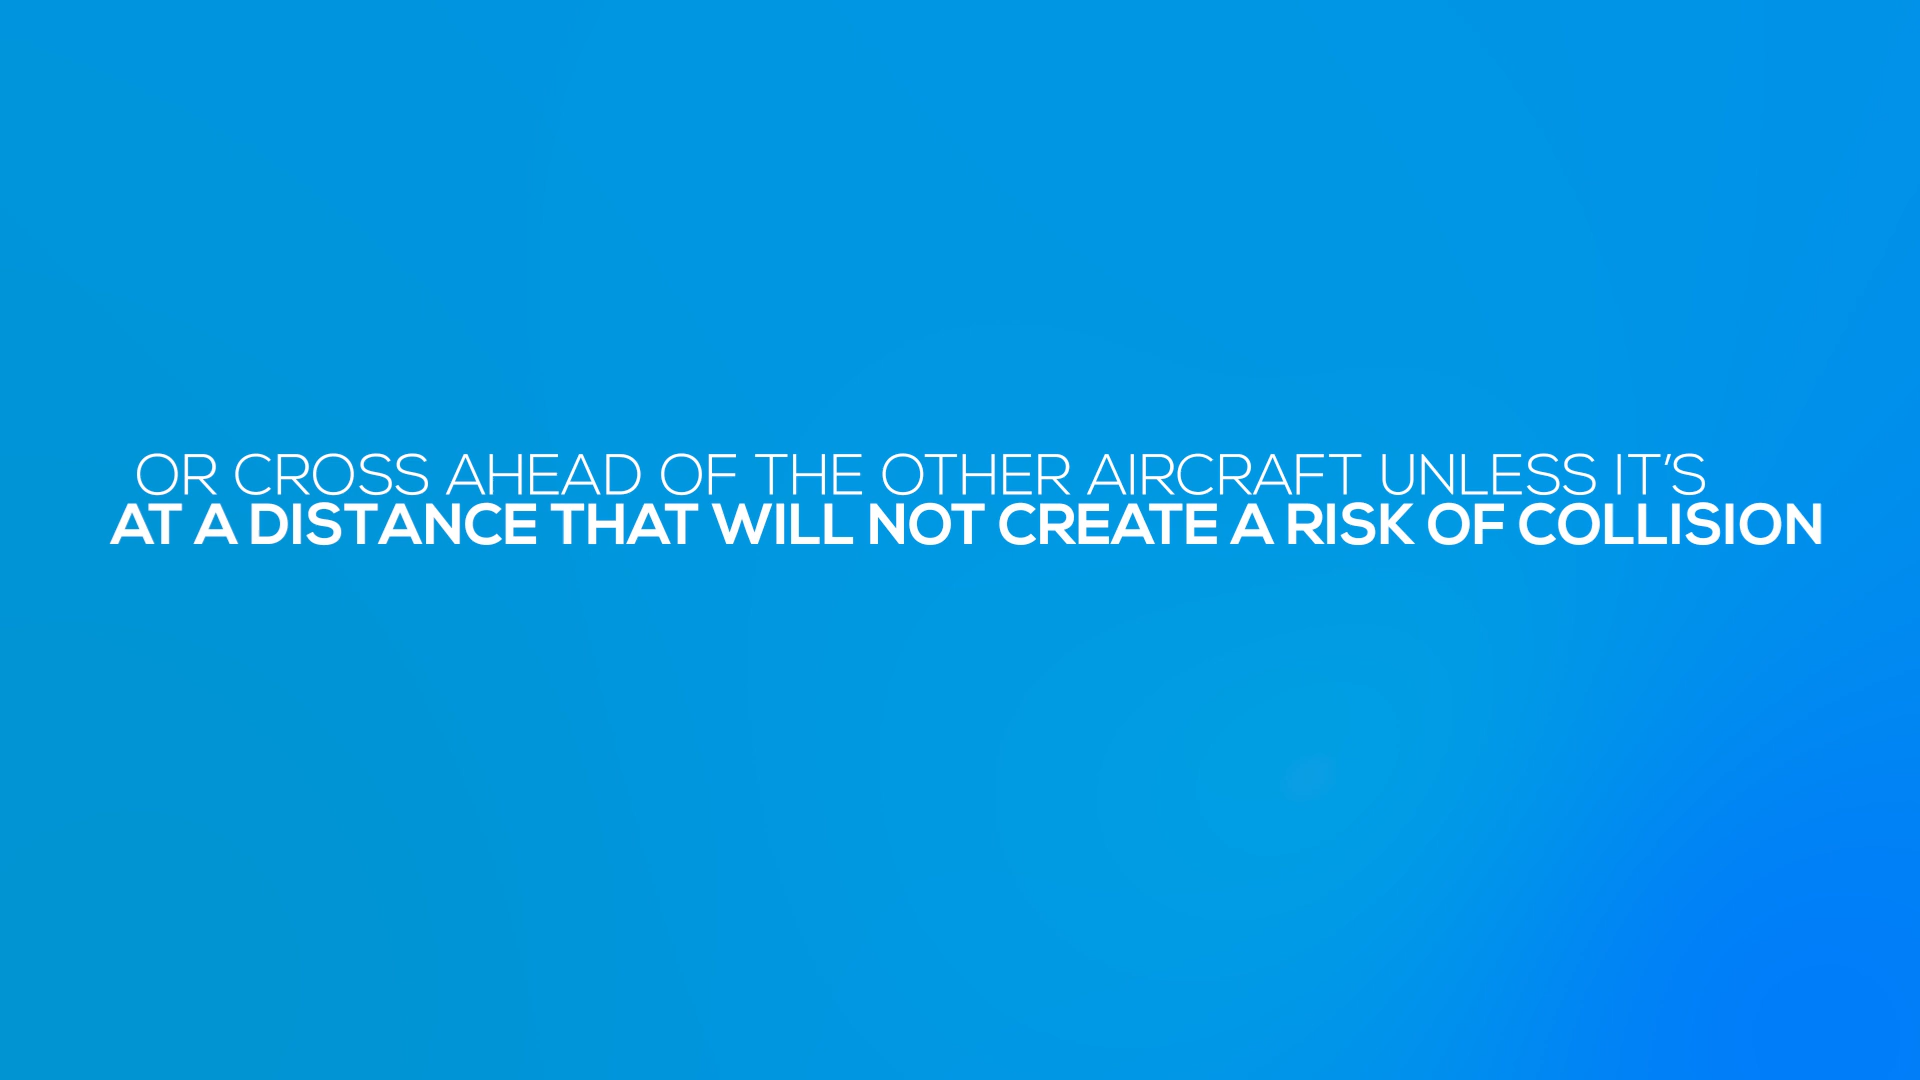 OR CROSS AHEAD OF THE OTHER AIRCRAFT UNLESS IT’S
AT A DISTANCE THAT WILL NOT CREATE A RISK OF COLLISION